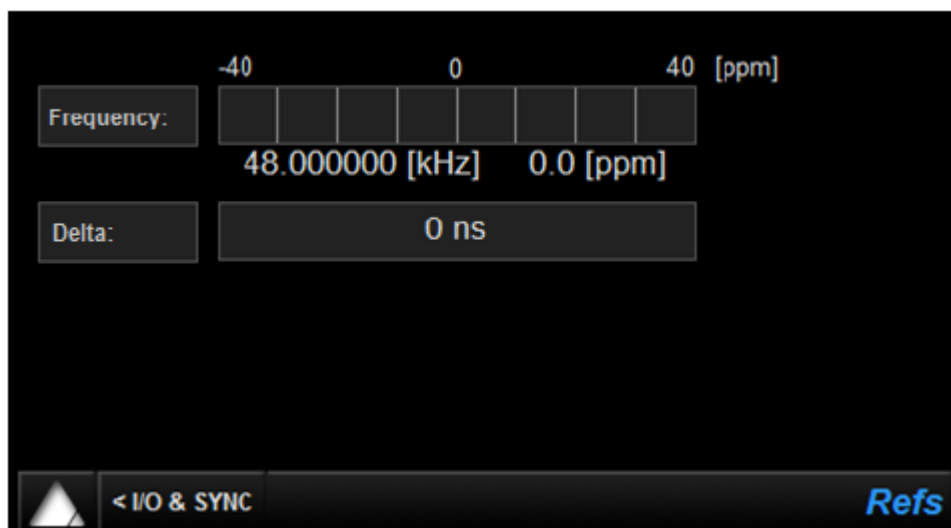 -40 0 40 [ppm]
Frequency:
48.000000 [kHz] 0.0 [ppm]
Delta: 0 ns
< I/O & SYNC Refs